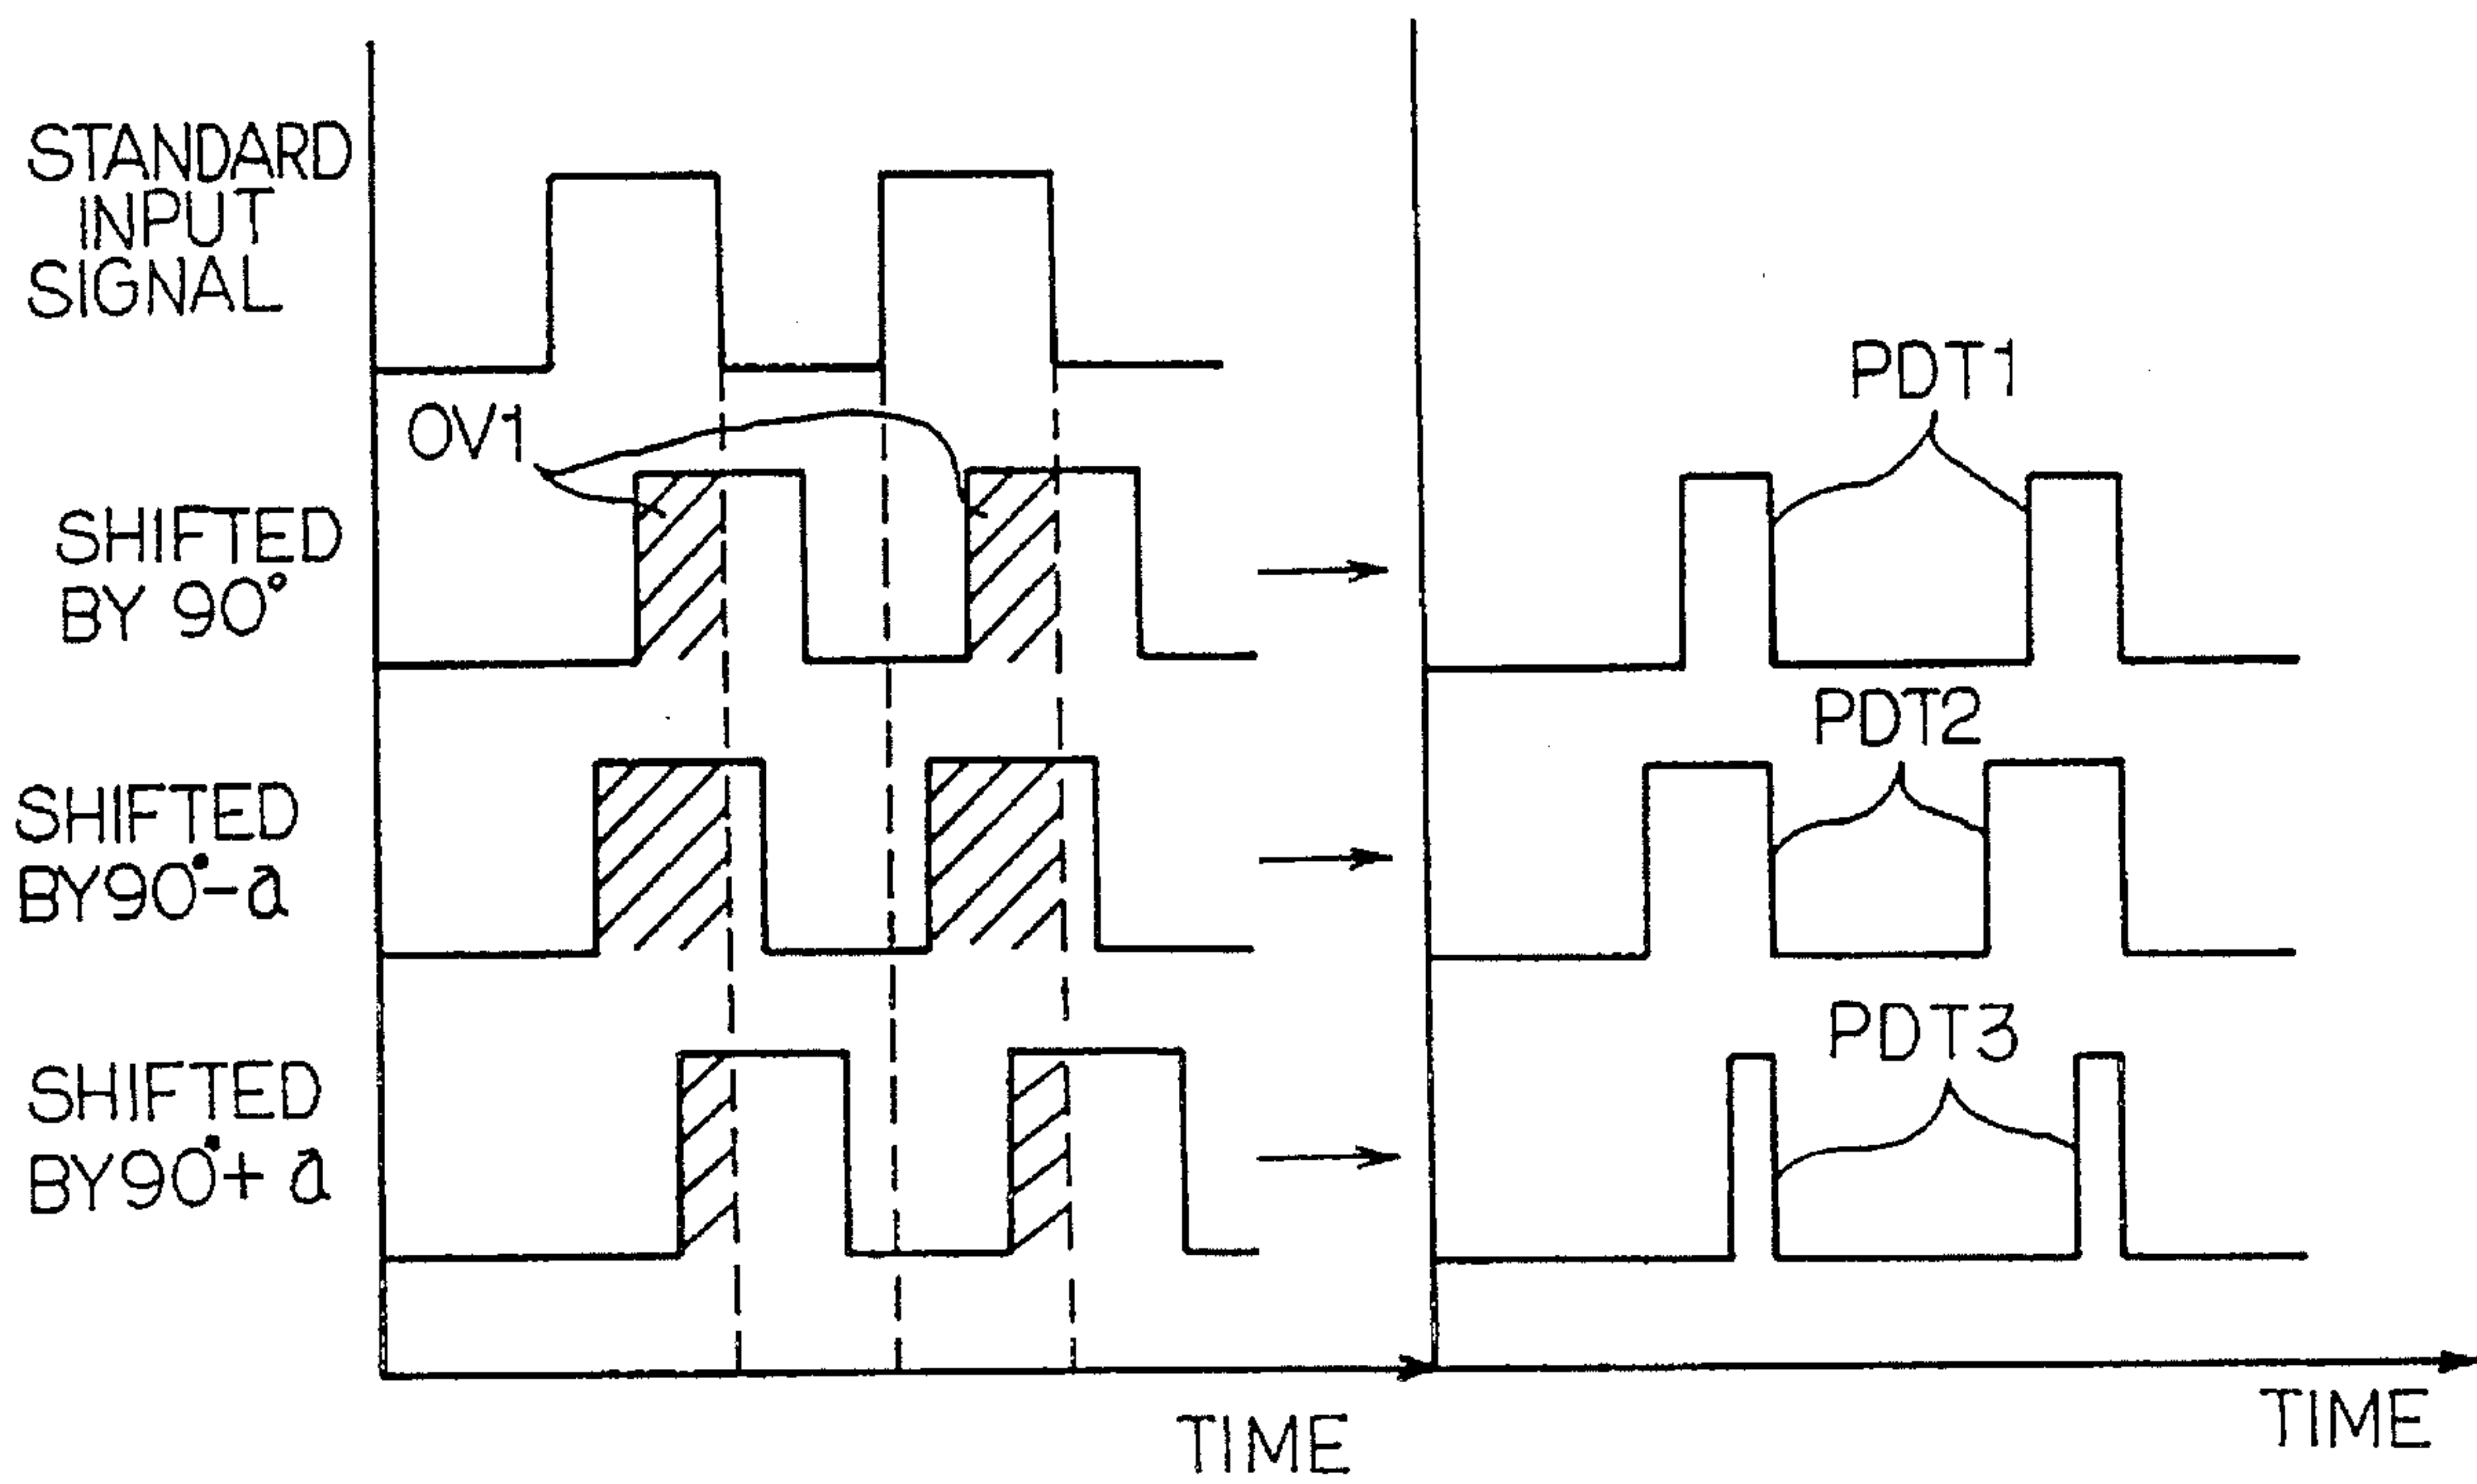 STANDARD
INPUT
SIGNAL
OV1
PDT1
SHIFTED
BY 90°
PDT2
SHIFTED
BY90°-a
PDT3
SHIFTED
BY90°+a
TIME
TIME